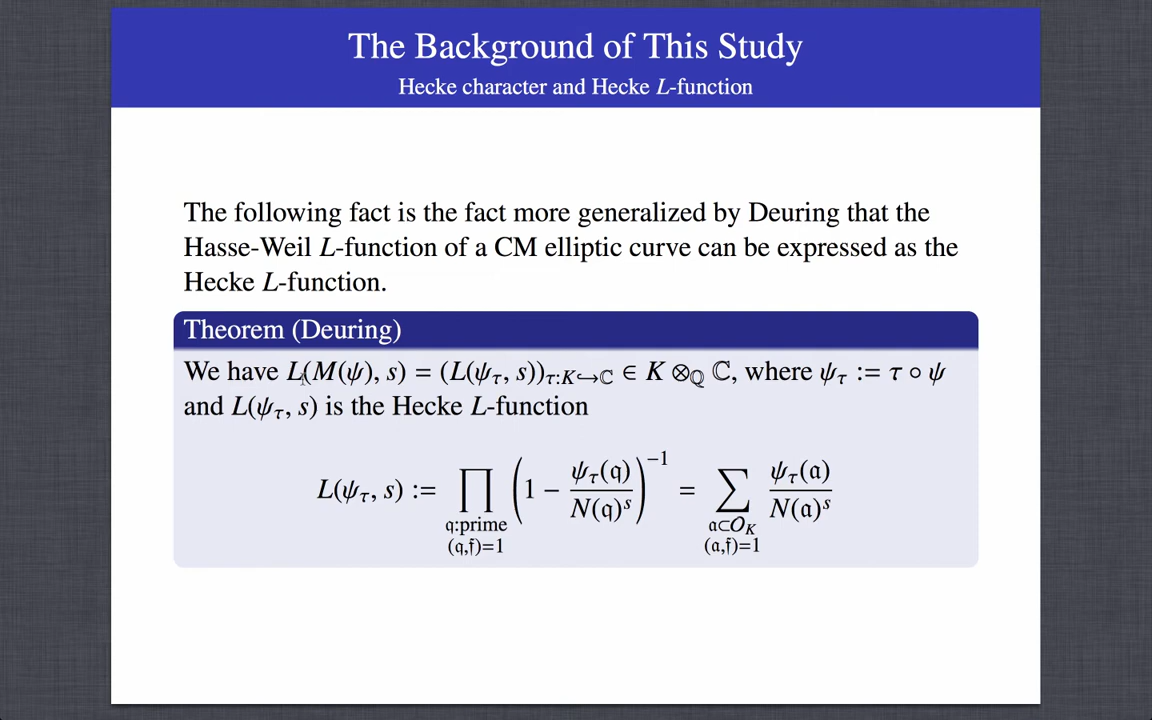 The Background of This Study
Hecke character and Hecke L-function
The following fact is the fact more generalized by Deuring that the
Hasse-Weil L-function of a CM elliptic curve can be expressed as the
Hecke L-function.
Theorem (Deuring)
We have L(M(ψ), s) = (L(ψ_τ, s))_{τ:K↪ℂ} ∈ K ⊗_ℚ ℂ, where ψ_τ := τ ∘ ψ
and L(ψ_τ, s) is the Hecke L-function
L(ψ_τ, s) := ∏_{𝔮:prime (𝔮,𝔣)=1} (1 − ψ_τ(𝔮)/N(𝔮)^s)^{−1} = ∑_{𝔞⊂O_K (𝔞,𝔣)=1} ψ_τ(𝔞)/N(𝔞)^s